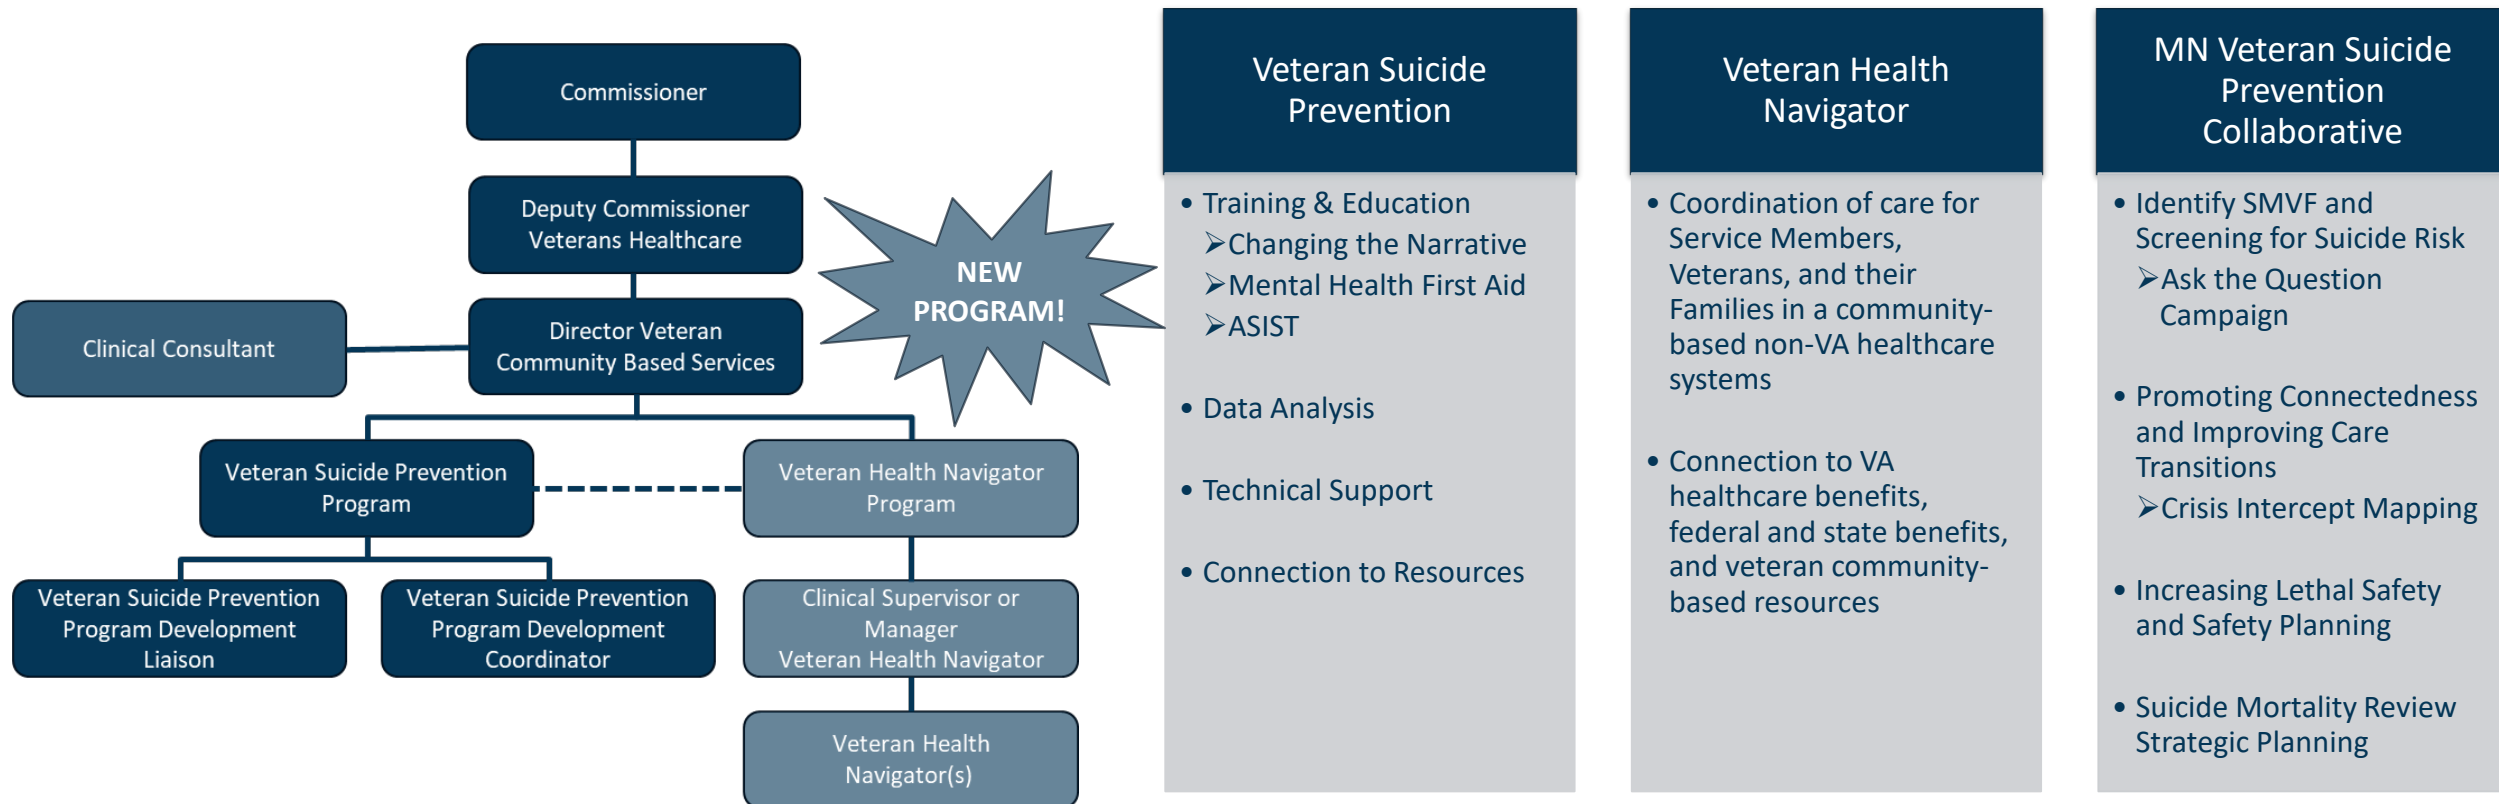 Commissioner
Deputy Commissioner
Veterans Healthcare
Clinical Consultant
Director Veteran
Community Based Services
NEW
PROGRAM!
Veteran Suicide Prevention
Program
Veteran Health Navigator
Program
Veteran Suicide Prevention
Program Development
Liaison
Veteran Suicide Prevention
Program Development
Coordinator
Clinical Supervisor or
Manager
Veteran Health Navigator
Veteran Health
Navigator(s)
Veteran Suicide
Prevention
• Training & Education
➢Changing the Narrative
➢Mental Health First Aid
➢ASIST
• Data Analysis
• Technical Support
• Connection to Resources
Veteran Health
Navigator
• Coordination of care for
Service Members,
Veterans, and their
Families in a community-
based non-VA healthcare
systems
• Connection to VA
healthcare benefits,
federal and state benefits,
and veteran community-
based resources
MN Veteran Suicide
Prevention
Collaborative
• Identify SMVF and
Screening for Suicide Risk
➢Ask the Question
Campaign
• Promoting Connectedness
and Improving Care
Transitions
➢Crisis Intercept Mapping
• Increasing Lethal Safety
and Safety Planning
• Suicide Mortality Review
Strategic Planning